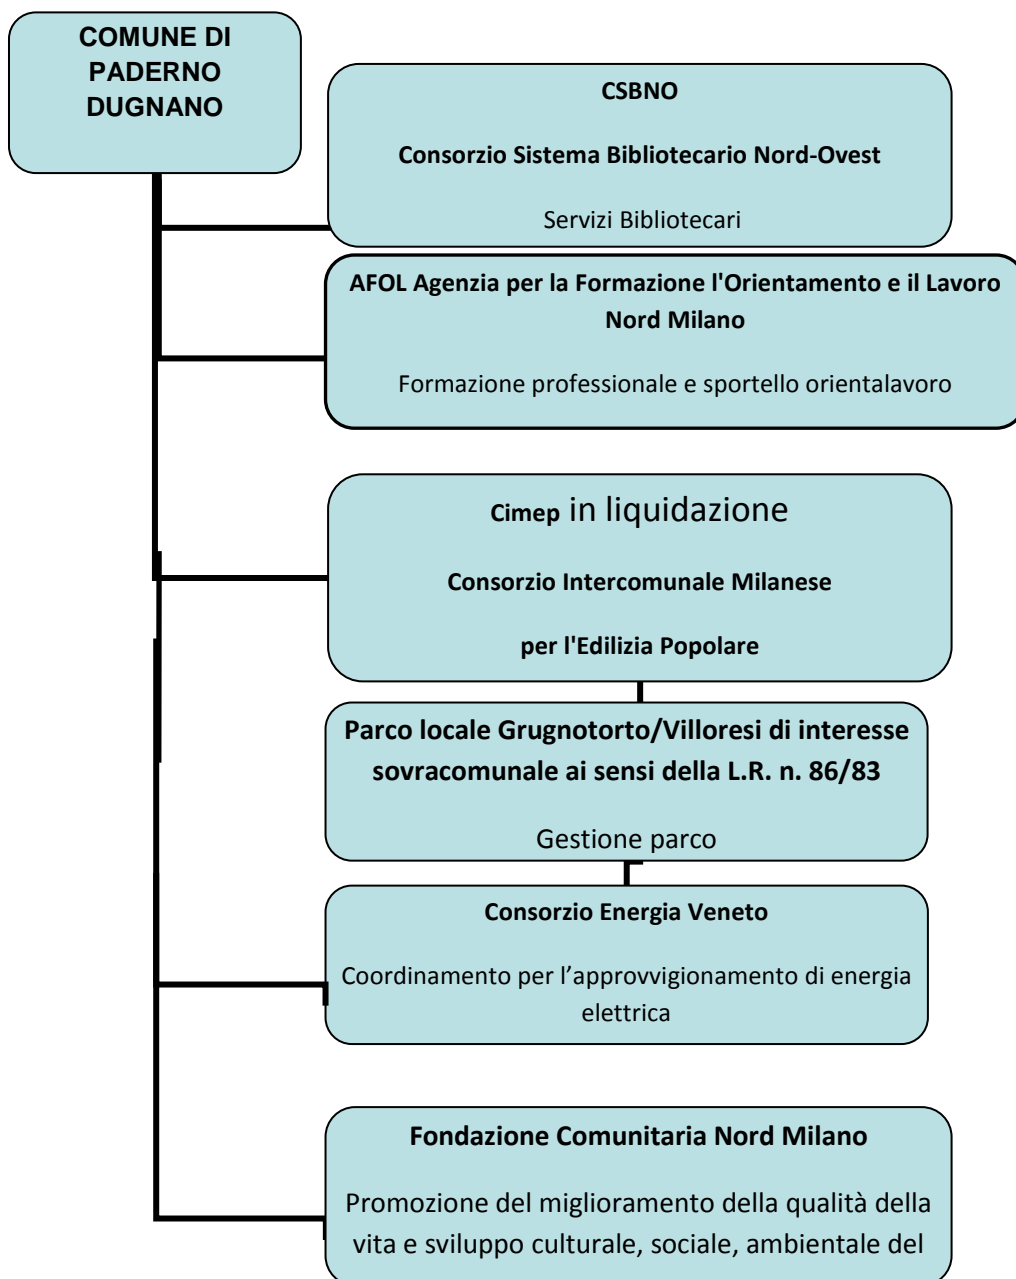 COMUNE DI
PADERNO
DUGNANO
CSBNO
Consorzio Sistema Bibliotecario Nord-Ovest
Servizi Bibliotecari
AFOL Agenzia per la Formazione l'Orientamento e il Lavoro
Nord Milano
Formazione professionale e sportello orientalavoro
Cimep in liquidazione
Consorzio Intercomunale Milanese
per l'Edilizia Popolare
Parco locale Grugnotorto/Villoresi di interesse
sovracomunale ai sensi della L.R. n. 86/83
Gestione parco
Consorzio Energia Veneto
Coordinamento per l’approvvigionamento di energia
elettrica
Fondazione Comunitaria Nord Milano
Promozione del miglioramento della qualità della
vita e sviluppo culturale, sociale, ambientale del